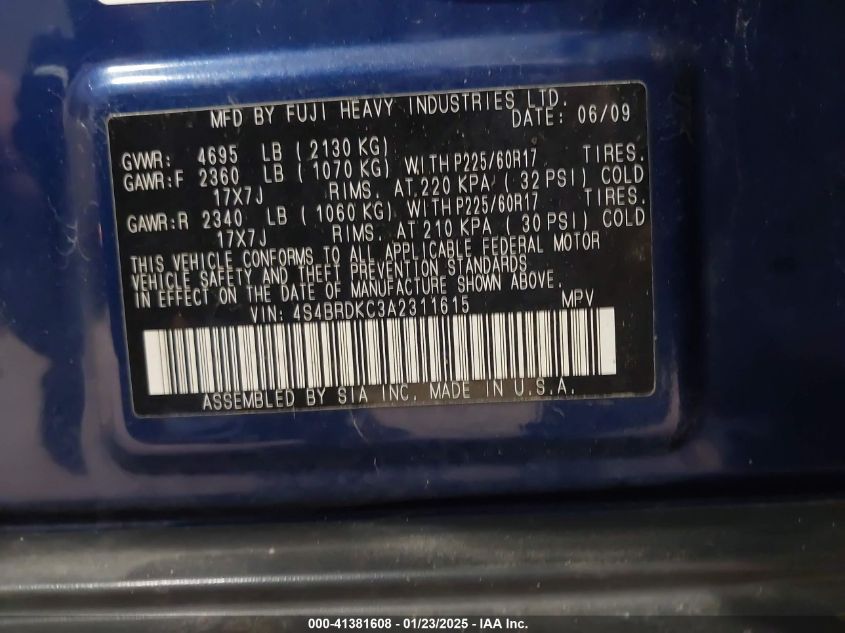 MFD BY FUJI HEAVY INDUSTRIES LTD.
DATE: 06/09
GVWR: 4695 LB ( 2130 KG)
GAWR:F 2360 LB ( 1070 KG) WITH P225/60R17 TIRES.
17X7J RIMS. AT 220 KPA ( 32 PSI) COLD
GAWR:R 2340 LB ( 1060 KG) WITH P225/60R17 TIRES.
17X7J RIMS. AT 210 KPA ( 30 PSI) COLD
THIS VEHICLE CONFORMS TO ALL APPLICABLE FEDERAL MOTOR
VEHICLE SAFETY AND THEFT PREVENTION STANDARDS
IN EFFECT ON THE DATE OF MANUFACTURE SHOWN ABOVE.
VIN: 4S4BRDKC3A2311615 MPV
ASSEMBLED BY SIA INC. MADE IN U.S.A.
000-41381608 - 01/23/2025 - IAA Inc.